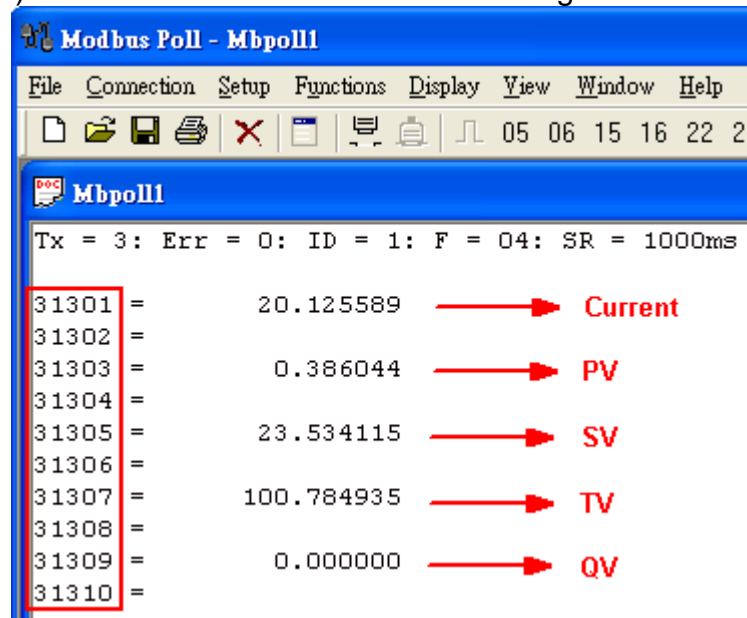 Modbus Poll - Mbpoll1
File Connection Setup Functions Display View Window Help
05 06 15 16 22 2
DOC Mbpoll1
Tx = 3: Err = 0: ID = 1: F = 04: SR = 1000ms
31301 = 20.125589 Current
31302 =
31303 = 0.386044 PV
31304 =
31305 = 23.534115 SV
31306 =
31307 = 100.784935 TV
31308 =
31309 = 0.000000 QV
31310 =